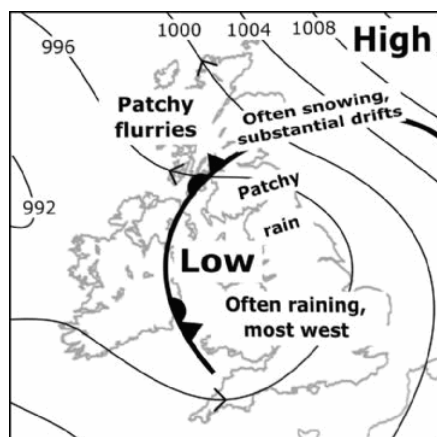 996
1000
1004
1008
High
Patchy
flurries
Often snowing,
substantial drifts
992
Patchy
rain
Low
Often raining,
most west